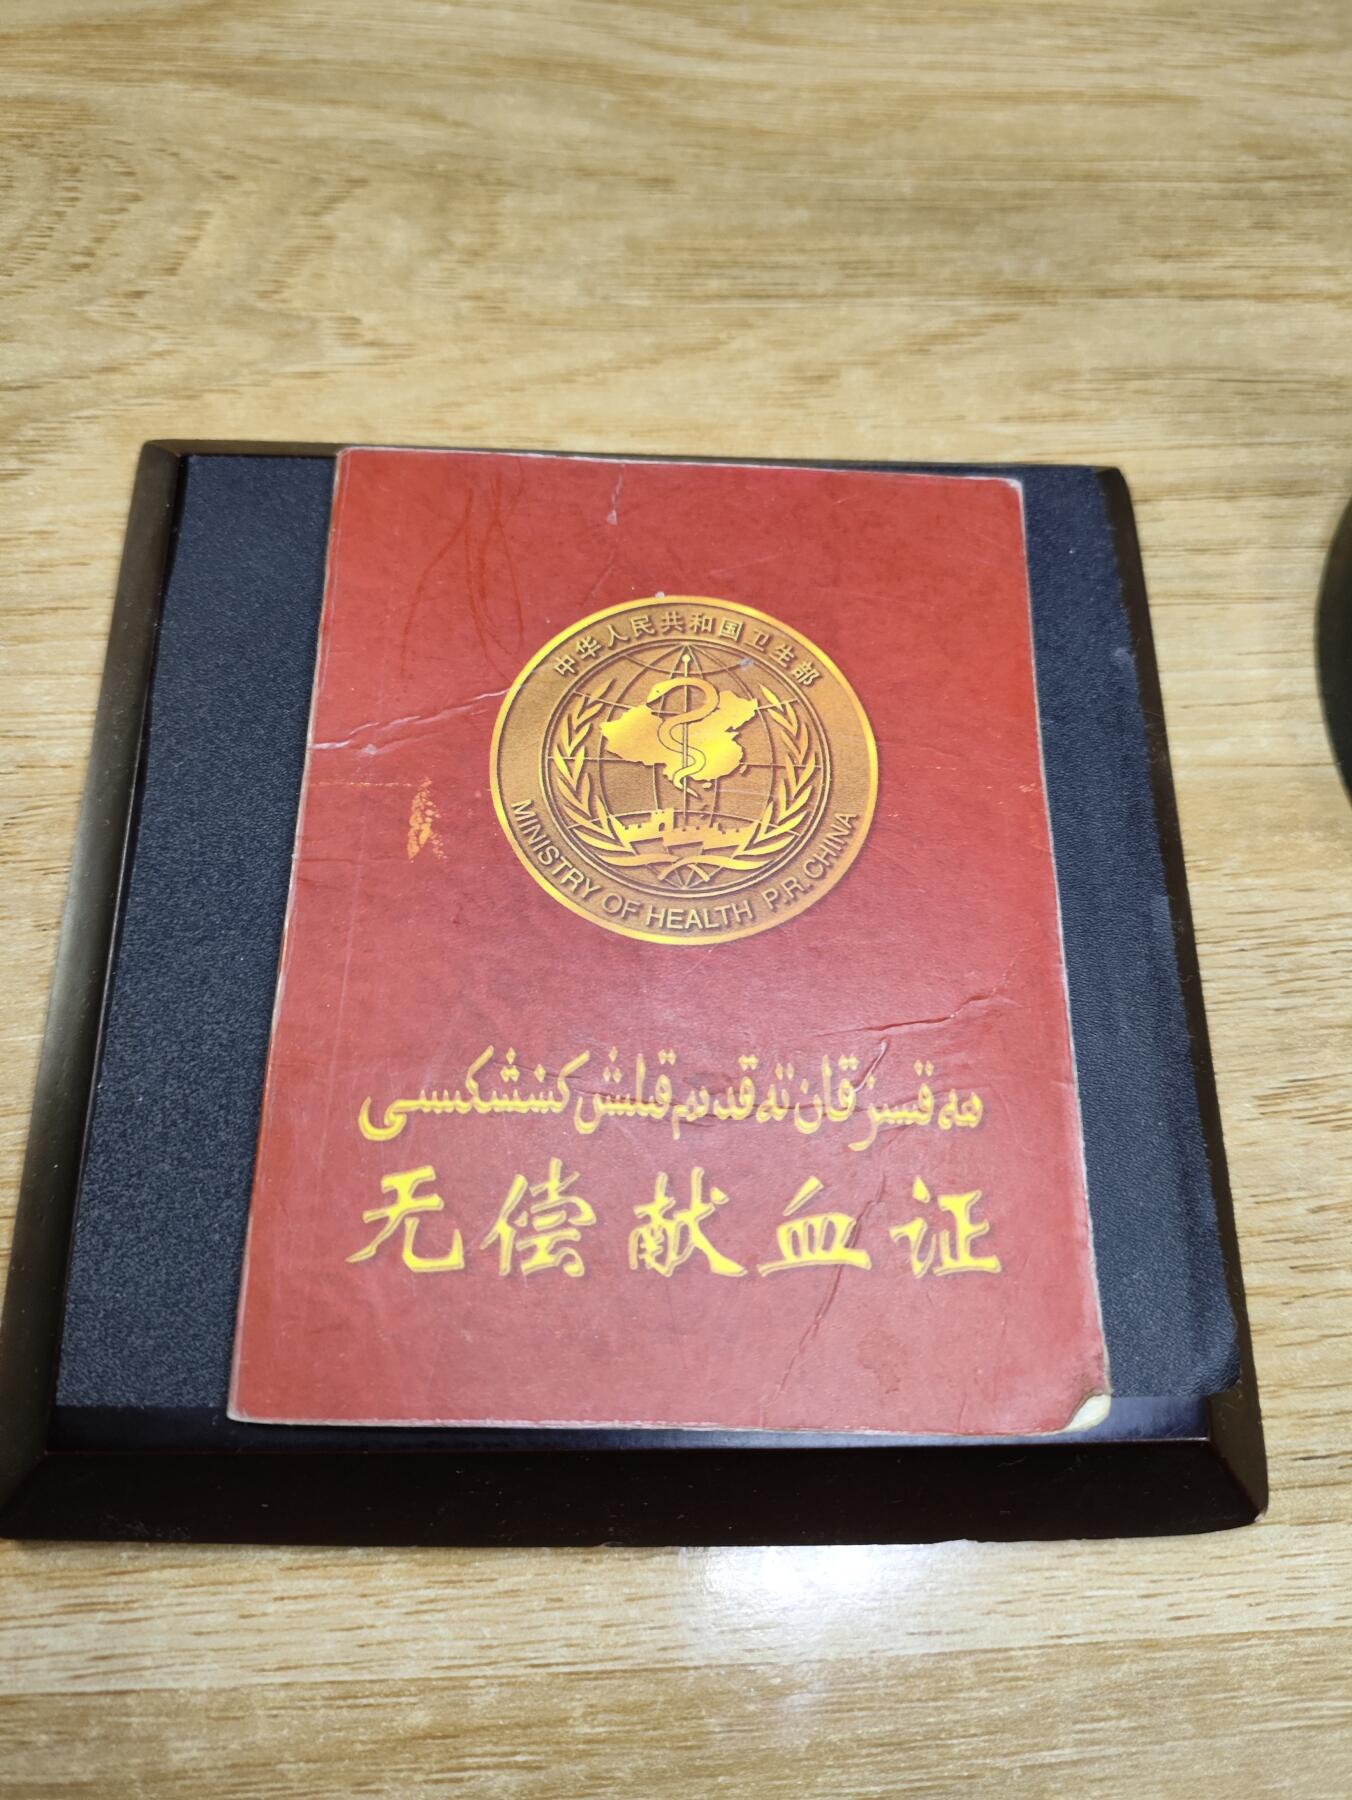 中华人民共和国卫生部
MINISTRY OF HEALTH P.R. CHINA
ھەقسىز قان تەقدىم قىلىش كىنىشكىسى
无偿献血证